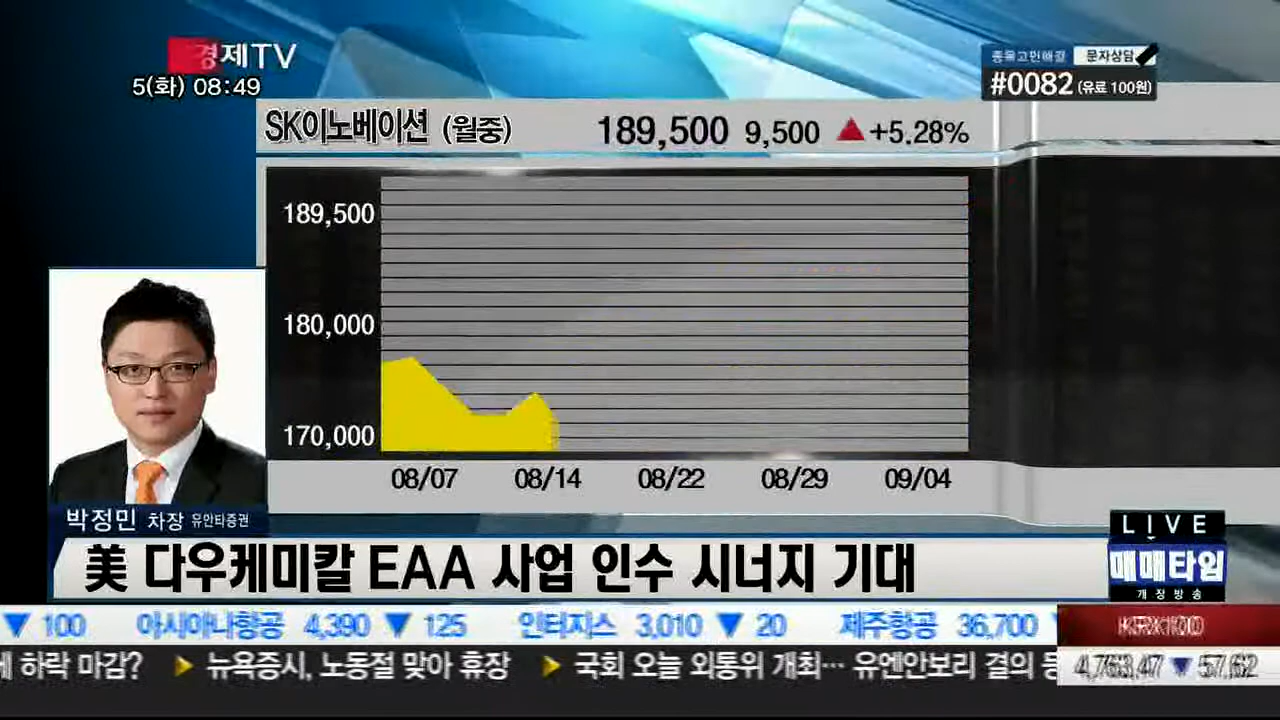 경제TV
5(화) 08:49
종목고민해결 문자상담
#0082 (유료 100원)
SK이노베이션 (월중) 189,500 9,500 ▲ +5.28%
189,500
180,000
170,000
08/07 08/14 08/22 08/29 09/04
박정민 차장 유안타증권
美 다우케미칼 EAA 사업 인수 시너지 기대
LIVE
매매타임
개장방송
▼ 100 아시아나항공 4,390 ▼ 125 인터지스 3,010 ▼ 20 제주항공 36,700
KRX100
하락 마감? ▶ 뉴욕증시, 노동절 맞아 휴장 ▶ 국회 오늘 외통위 개최… 유엔안보리 결의 등
4,763.47 ▼ 57.62